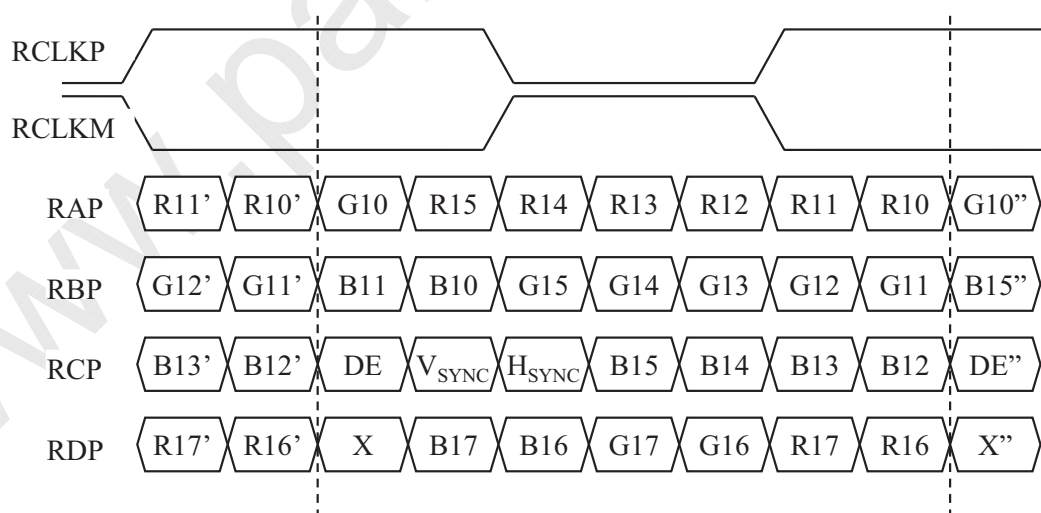 RCLKP
RCLKM
RAP R11’ R10’ G10 R15 R14 R13 R12 R11 R10 G10”
RBP G12’ G11’ B11 B10 G15 G14 G13 G12 G11 B15”
RCP B13’ B12’ DE VSYNC HSYNC B15 B14 B13 B12 DE”
RDP R17’ R16’ X B17 B16 G17 G16 R17 R16 X”
www.pa